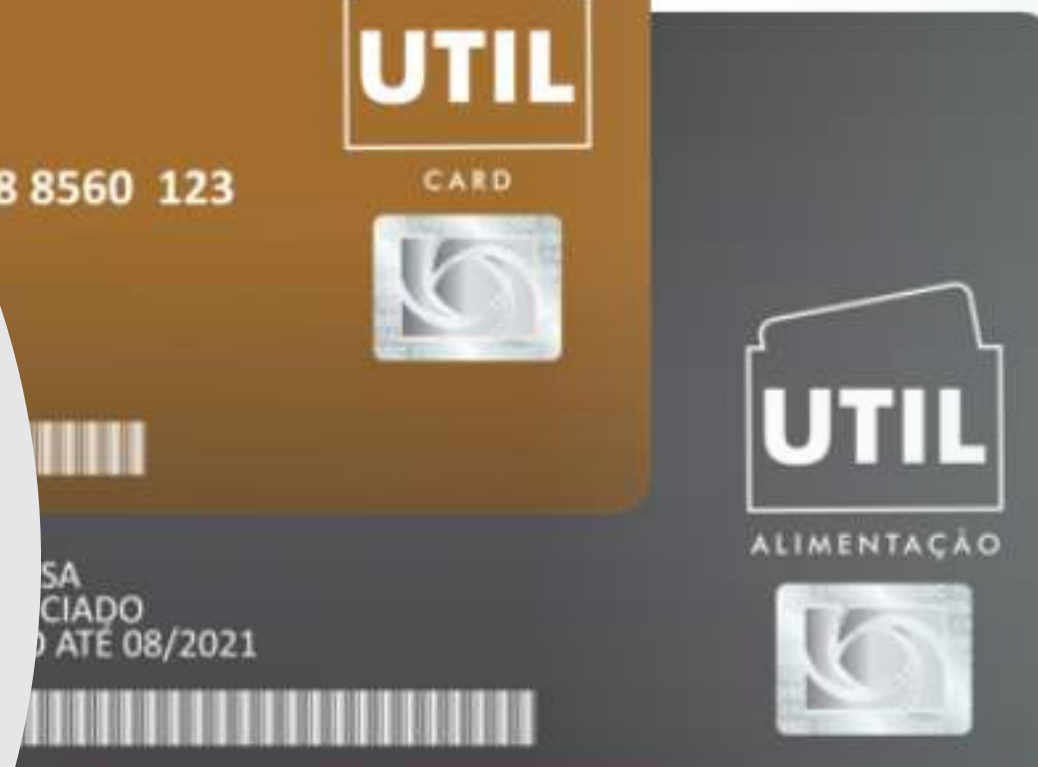 UTIL
CARD
8 8560 123
UTIL
ALIMENTAÇÃO
SA
CIADO
ATÉ 08/2021